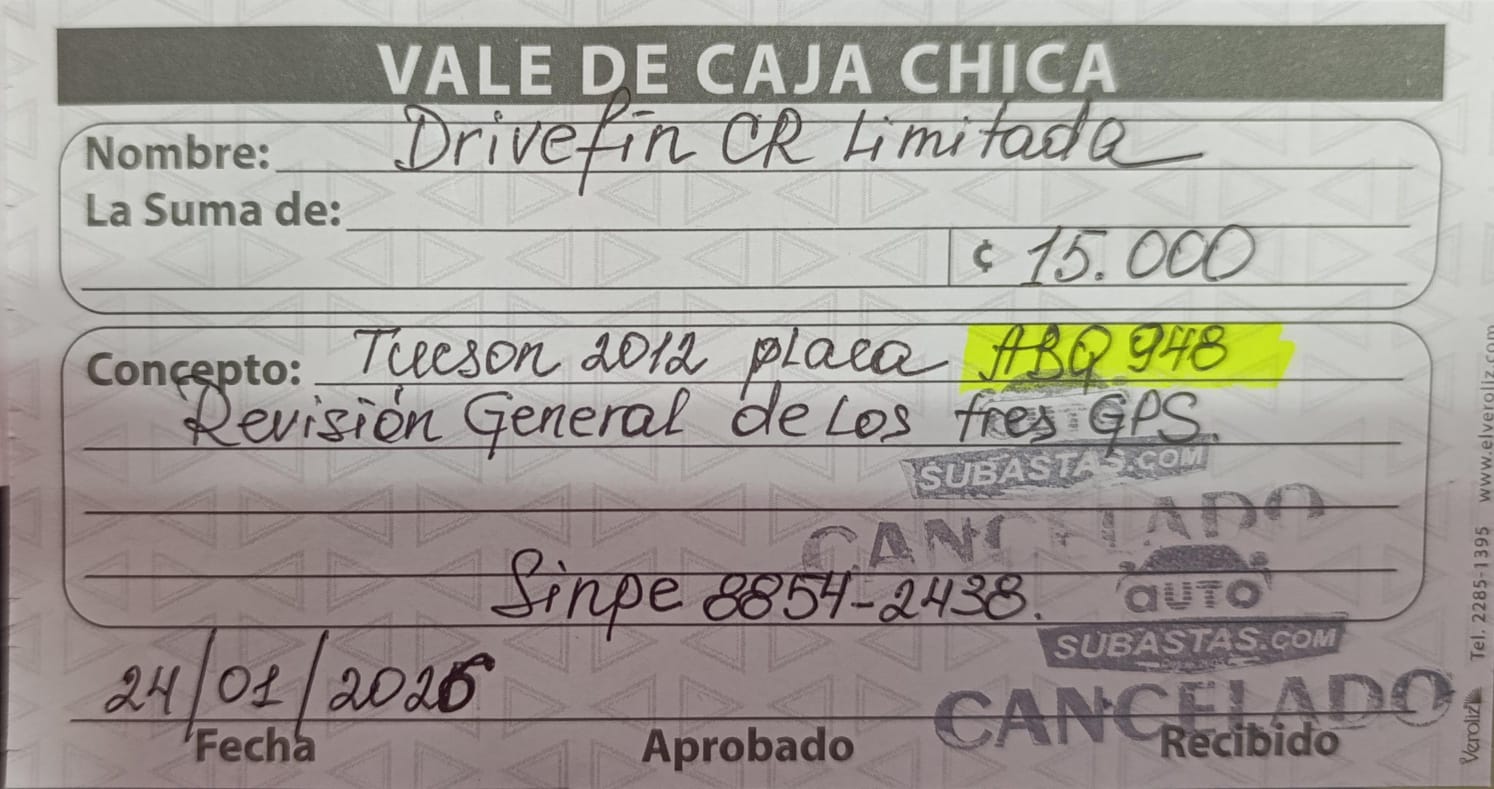 VALE DE CAJA CHICA
Nombre: Drivefin CR Limitada
La Suma de:
¢ 15.000
Concepto: Tucson 2012 placa ABQ 948
Revisión General de Los tres GPS.
SUBASTAS.COM
CANCELADO
Sinpe 8854-2438.
AUTO
SUBASTAS.COM
CANCELADO
24/01/2026
Fecha Aprobado Recibido
Veroliz Tel. 2285-1395 www.elveroliz.com